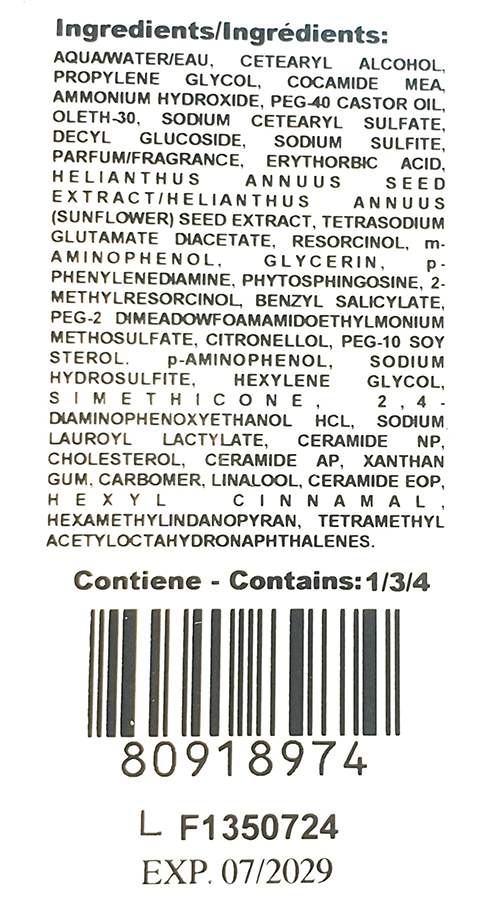 Ingredients/Ingrédients:
AQUA/WATER/EAU, CETEARYL ALCOHOL,
PROPYLENE GLYCOL, COCAMIDE MEA,
AMMONIUM HYDROXIDE, PEG-40 CASTOR OIL,
OLETH-30, SODIUM CETEARYL SULFATE,
DECYL GLUCOSIDE, SODIUM SULFITE,
PARFUM/FRAGRANCE, ERYTHORBIC ACID,
HELIANTHUS ANNUUS SEED
EXTRACT/HELIANTHUS ANNUUS
(SUNFLOWER) SEED EXTRACT, TETRASODIUM
GLUTAMATE DIACETATE, RESORCINOL, m-
AMINOPHENOL, GLYCERIN, p-
PHENYLENEDIAMINE, PHYTOSPHINGOSINE, 2-
METHYLRESORCINOL, BENZYL SALICYLATE,
PEG-2 DIMEADOWFOAMAMIDOETHYLMONIUM
METHOSULFATE, CITRONELLOL, PEG-10 SOY
STEROL. p-AMINOPHENOL, SODIUM
HYDROSULFITE, HEXYLENE GLYCOL,
SIMETHICONE, 2,4-
DIAMINOPHENOXYETHANOL HCL, SODIUM
LAUROYL LACTYLATE, CERAMIDE NP,
CHOLESTEROL, CERAMIDE AP, XANTHAN
GUM, CARBOMER, LINALOOL, CERAMIDE EOP,
HEXYL CINNAMAL,
HEXAMETHYLINDANOPYRAN, TETRAMETHYL
ACETYLOCTAHYDRONAPHTHALENES.
Contiene - Contains:1/3/4
80918974
L F1350724
EXP. 07/2029